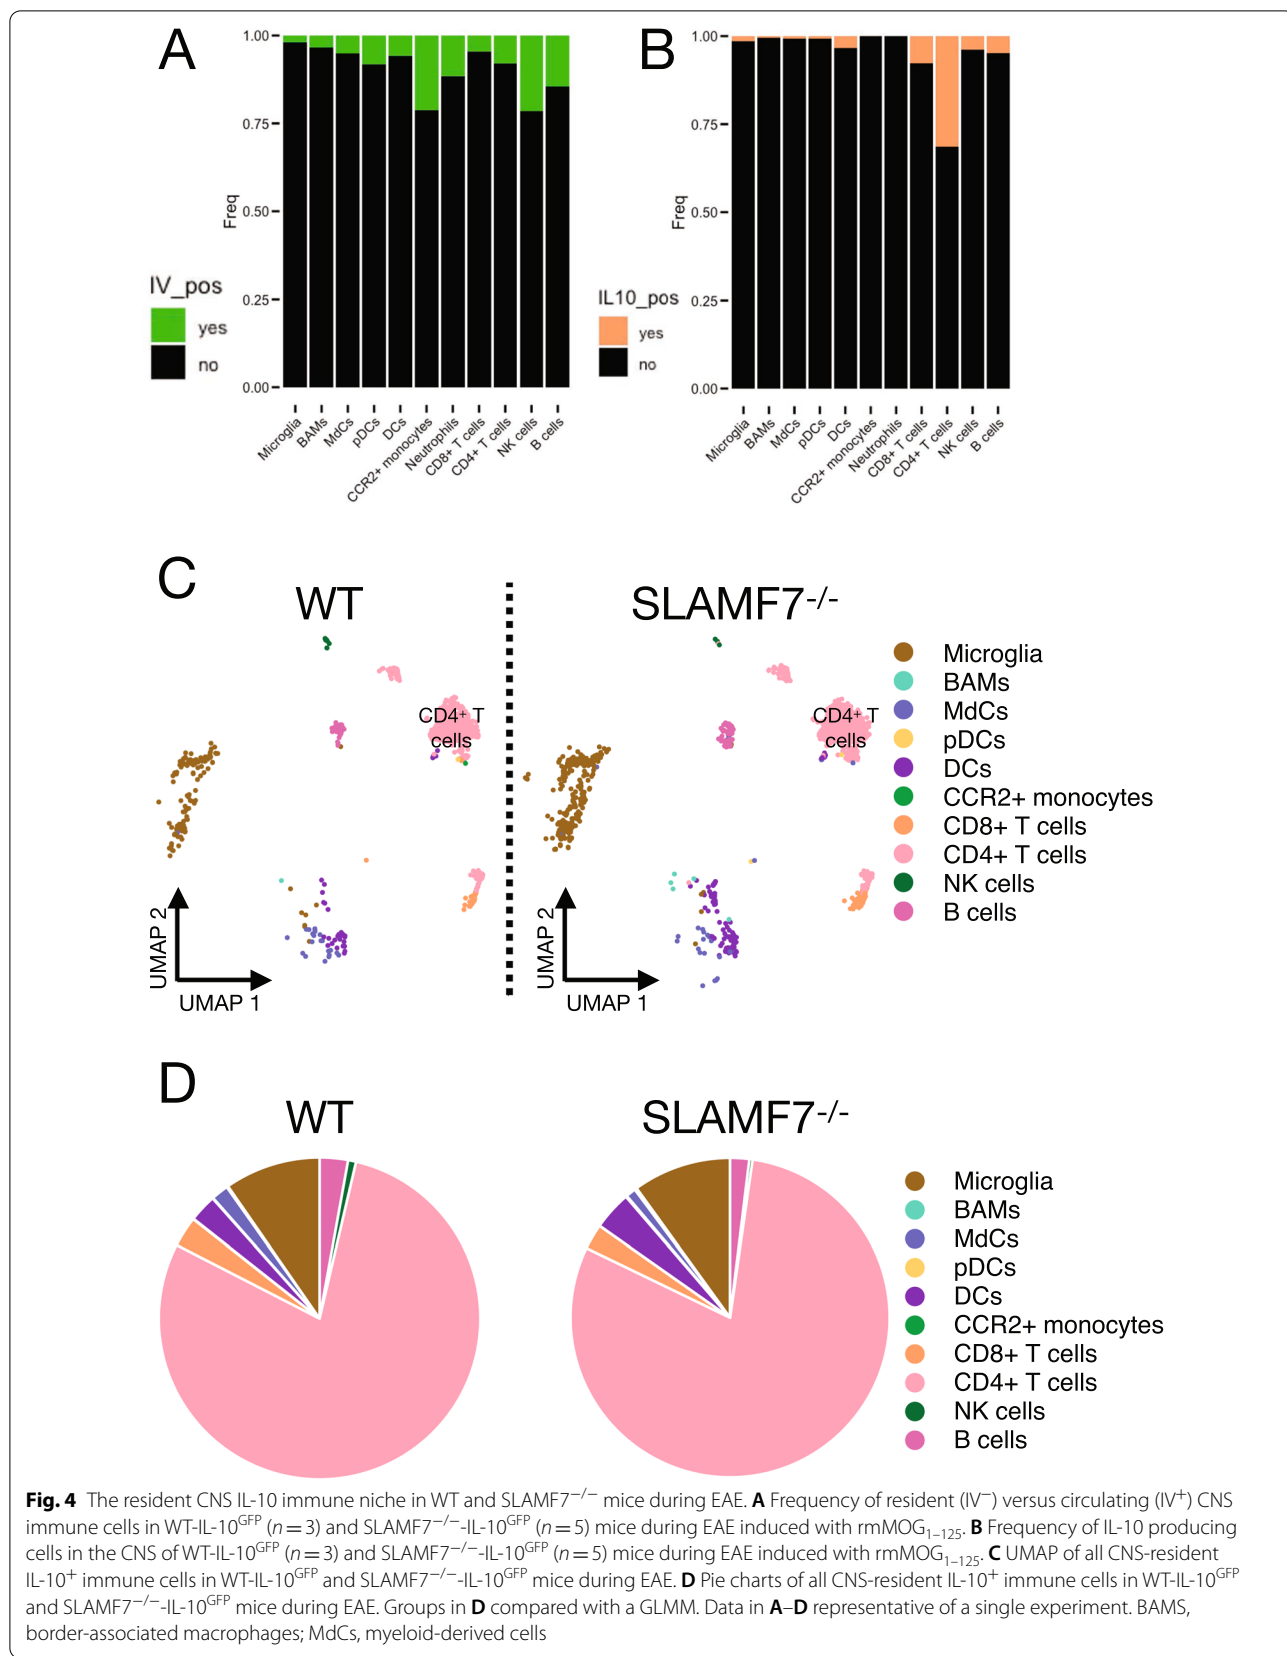 A
1.00
0.75
0.50
0.25
0.00
Freq
IV_pos
yes
no
Microglia
BAMs
MdCs
pDCs
DCs
CCR2+ monocytes
Neutrophils
CD8+ T cells
CD4+ T cells
NK cells
B cells
B
1.00
0.75
0.50
0.25
0.00
Freq
IL10_pos
yes
no
Microglia
BAMs
MdCs
pDCs
DCs
CCR2+ monocytes
Neutrophils
CD8+ T cells
CD4+ T cells
NK cells
B cells
C
WT
SLAMF7-/-
CD4+ T
cells
CD4+ T
cells
UMAP 2
UMAP 1
UMAP 2
UMAP 1
Microglia
BAMs
MdCs
pDCs
DCs
CCR2+ monocytes
CD8+ T cells
CD4+ T cells
NK cells
B cells
D
WT
SLAMF7-/-
Microglia
BAMs
MdCs
pDCs
DCs
CCR2+ monocytes
CD8+ T cells
CD4+ T cells
NK cells
B cells
Fig. 4 The resident CNS IL-10 immune niche in WT and SLAMF7−/− mice during EAE. A Frequency of resident (IV−) versus circulating (IV+) CNS
immune cells in WT-IL-10GFP (n = 3) and SLAMF7−/−-IL-10GFP (n = 5) mice during EAE induced with rmMOG1–125. B Frequency of IL-10 producing
cells in the CNS of WT-IL-10GFP (n = 3) and SLAMF7−/−-IL-10GFP (n = 5) mice during EAE induced with rmMOG1–125. C UMAP of all CNS-resident
IL-10+ immune cells in WT-IL-10GFP and SLAMF7−/−-IL-10GFP mice during EAE. D Pie charts of all CNS-resident IL-10+ immune cells in WT-IL-10GFP
and SLAMF7−/−-IL-10GFP mice during EAE. Groups in D compared with a GLMM. Data in A–D representative of a single experiment. BAMS,
border-associated macrophages; MdCs, myeloid-derived cells